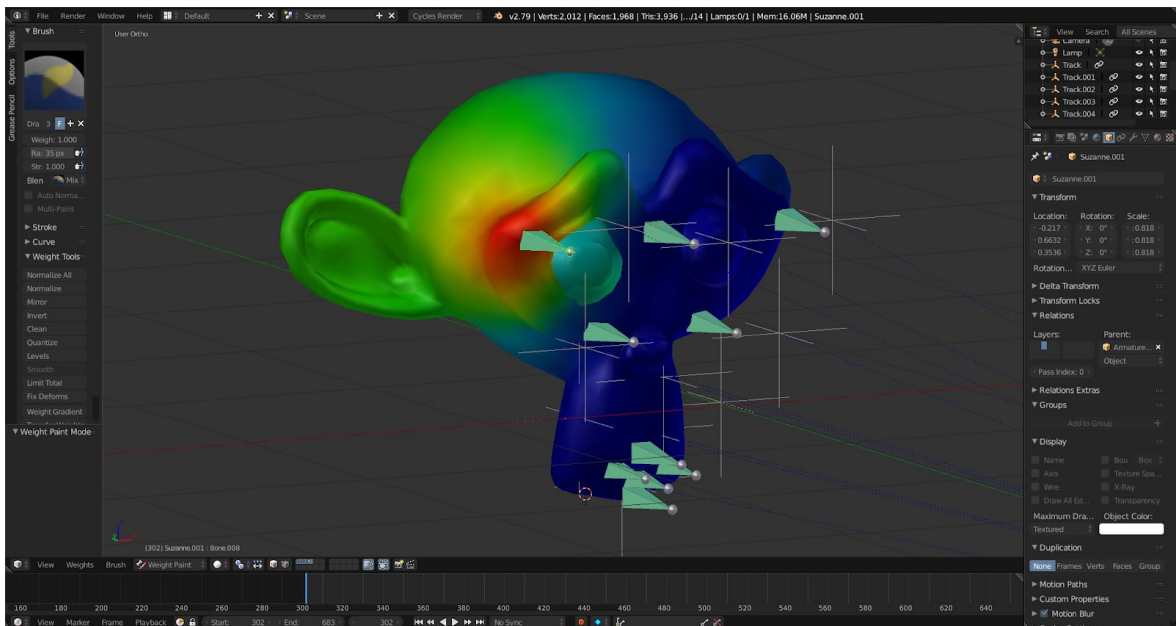 File Render Window Help Default Scene Cycles Render v2.79 | Verts:2,012 | Faces:1,968 | Tris:3,936 |.../14 | Lamps:0/1 | Mem:16.06M | Suzanne.001
Tools
Options
Grease Pencil
Brush
Dra 3 F
Weigh: 1.000
Ra: 35 px
Str: 1.000
Blen Mix
Auto Norma...
Multi-Paint
Stroke
Curve
Weight Tools
Normalize All
Normalize
Mirror
Invert
Clean
Quantize
Levels
Smooth
Limit Total
Fix Deforms
Weight Gradient
Weight Paint Mode
User Ortho
(302) Suzanne.001 : Bone.008
View Search All Scenes
Camera
Lamp
Track
Track.001
Track.002
Track.003
Track.004
Suzanne.001
Suzanne.001
Transform
Location: Rotation: Scale:
-0.217 X: 0° :0.818
0.6632 Y: 0° :0.818
0.3536 Z: 0° :0.818
Rotation... XYZ Euler
Delta Transform
Transform Locks
Relations
Layers: Parent:
Armature...
Object
Pass Index: 0
Relations Extras
Groups
Add to Group
Display
Name Bou Box
Axis Texture Spa...
Wire X-Ray
Draw All Ed... Transparency
Maximum Dra... Object Color:
Textured
Duplication
None Frames Verts Faces Group
Motion Paths
Custom Properties
Motion Blur
View Weights Brush Weight Paint
160 180 200 220 240 260 280 300 320 340 360 380 400 420 440 460 480 500 520 540 560 580 600 620 640
View Marker Frame Playback Start: 302 End: 683 302 No Sync